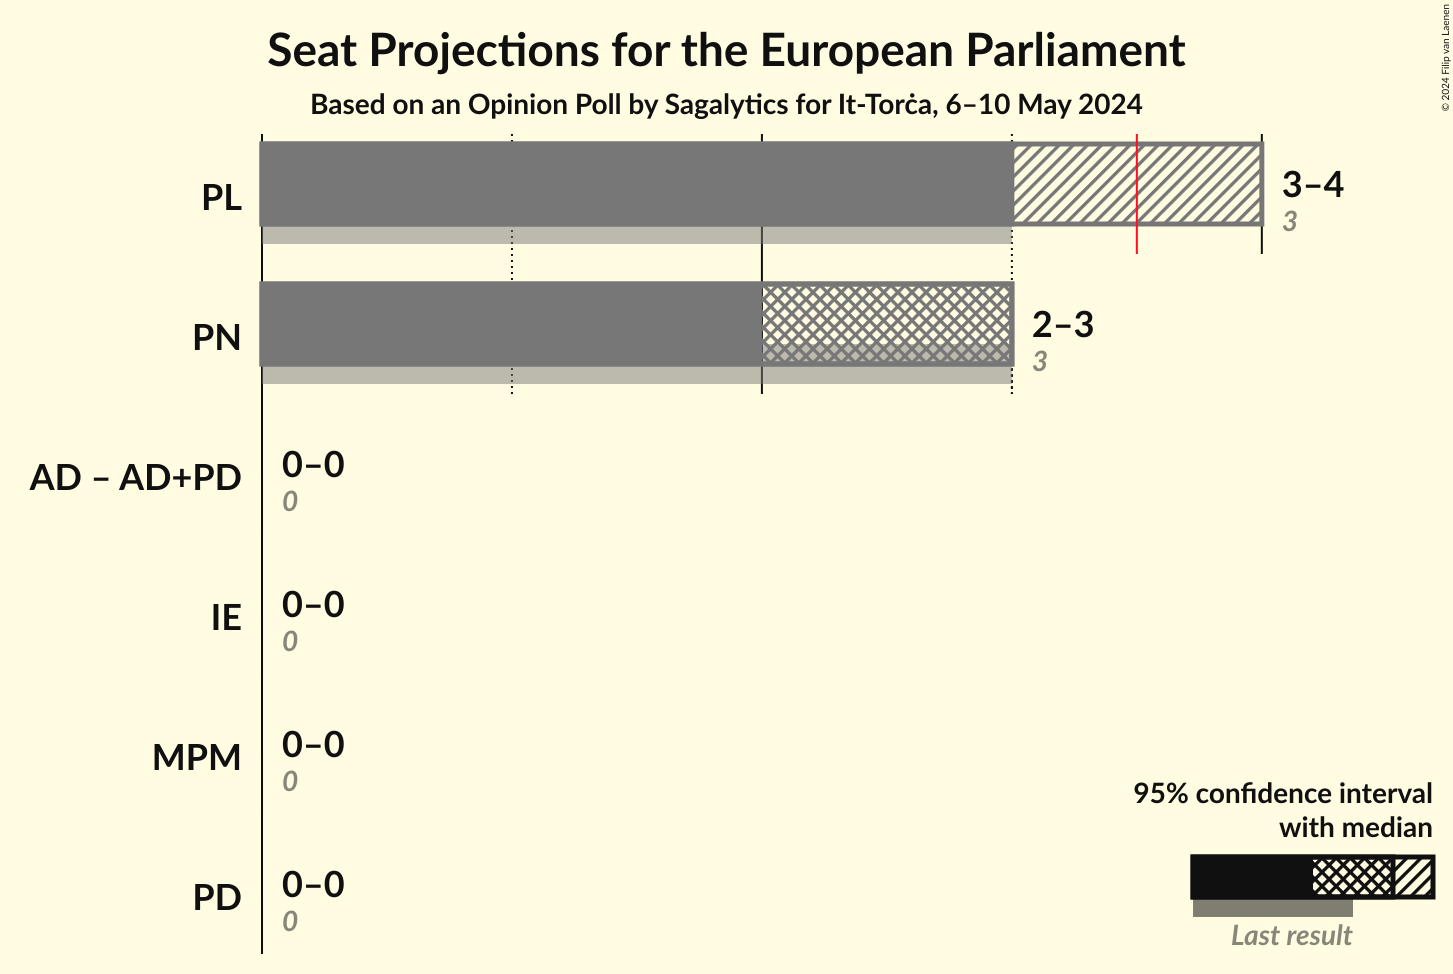 Seat Projections for the European Parliament
Based on an Opinion Poll by Sagalytics for It-Torċa, 6–10 May 2024
© 2024 Filip van Laenen
PL
3–4
3
PN
2–3
3
AD – AD+PD
0–0
0
IE
0–0
0
MPM
0–0
0
PD
0–0
0
95% confidence interval
with median
Last result